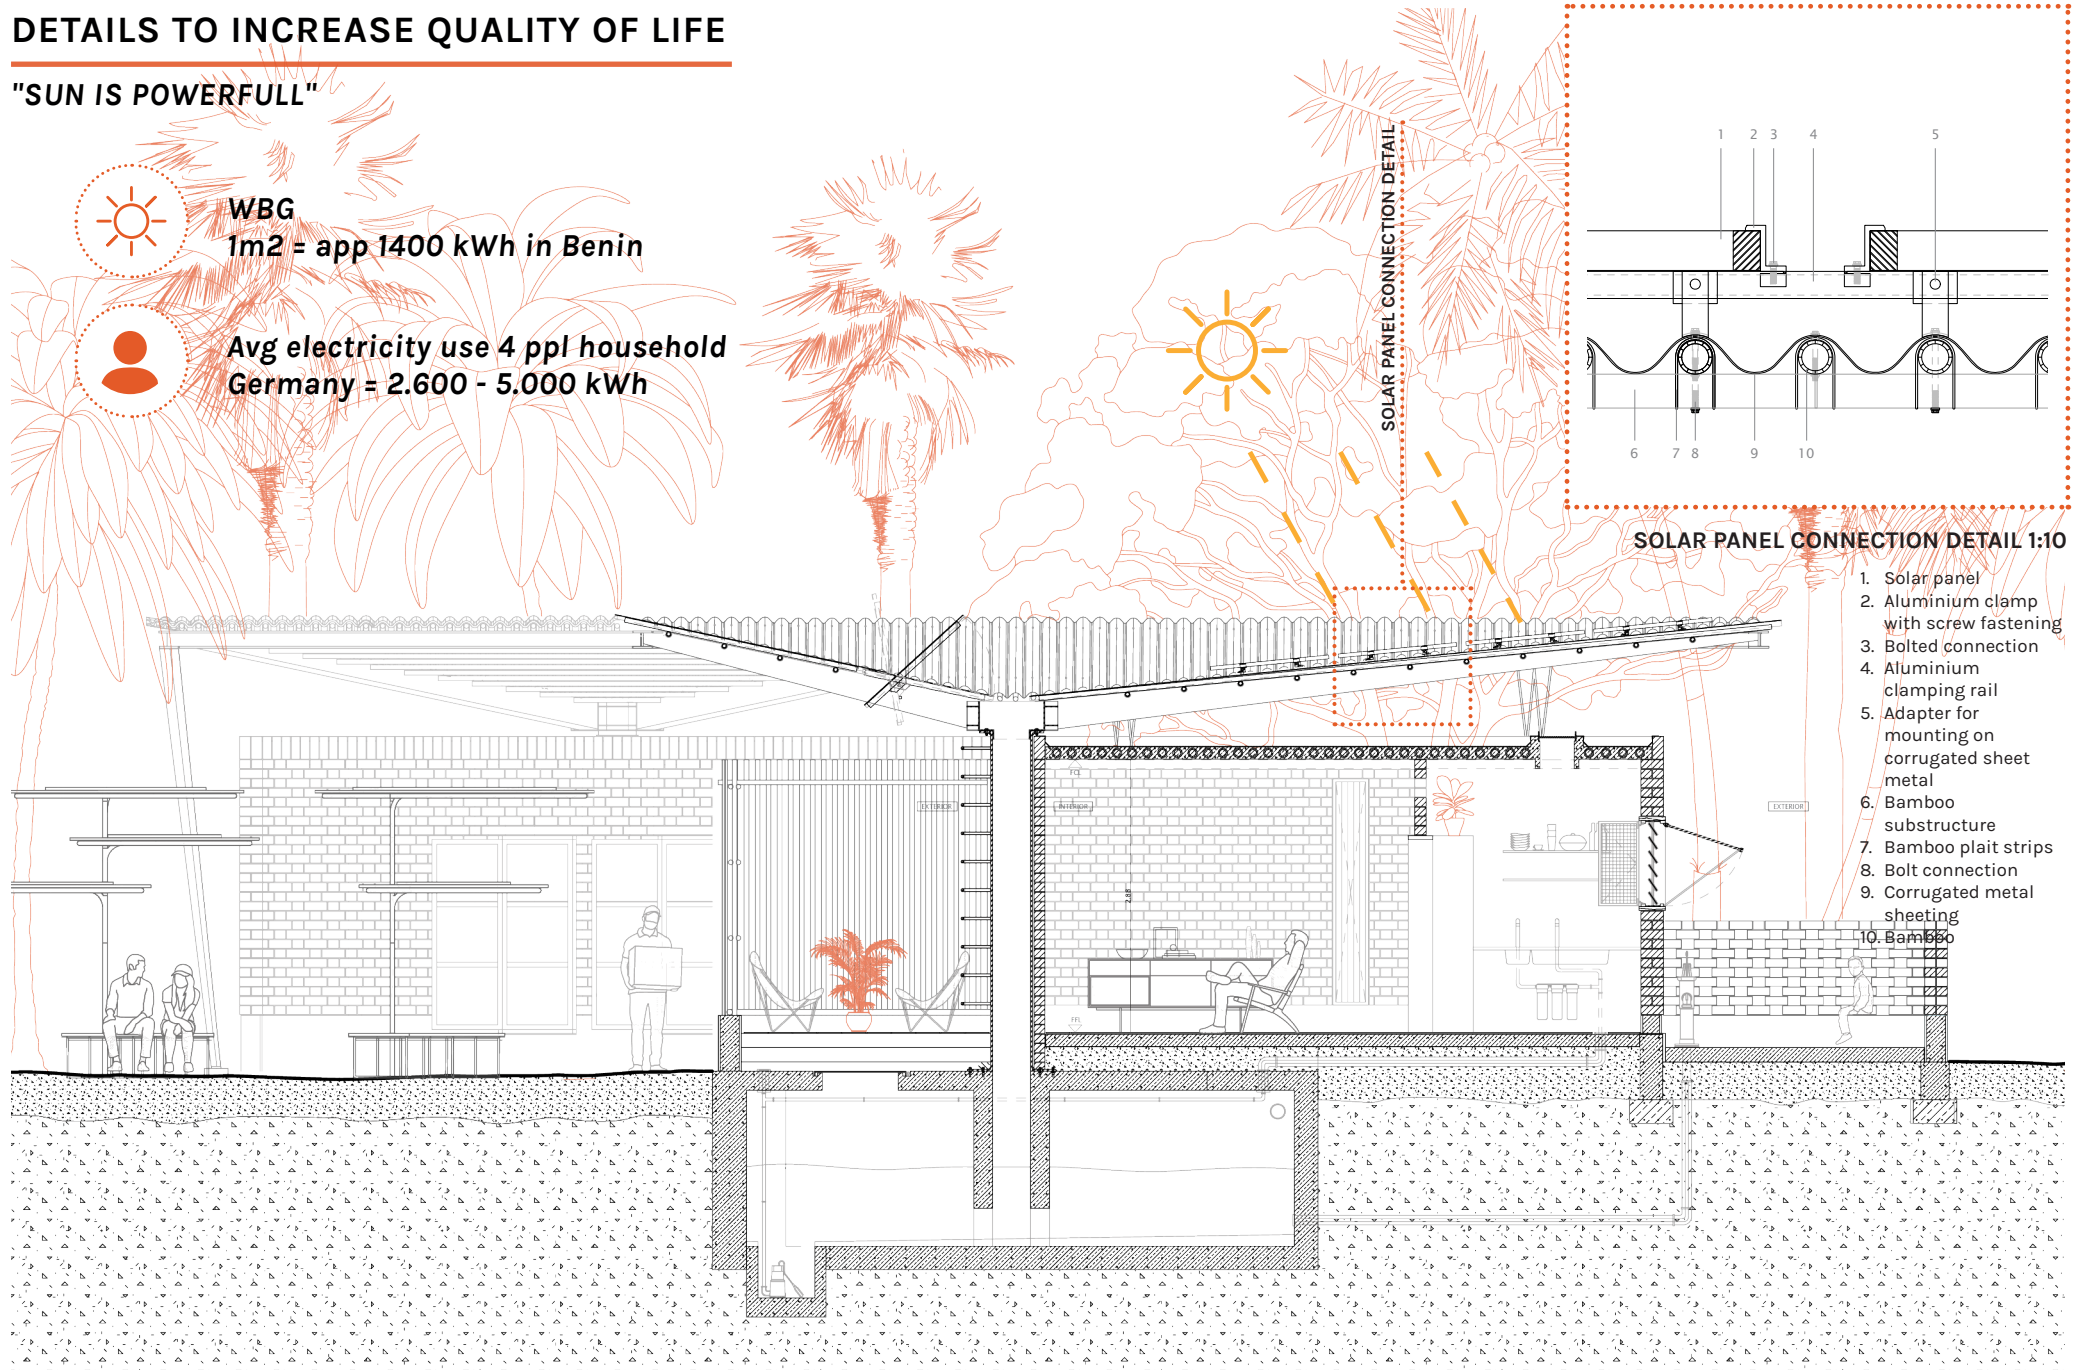 DETAILS TO INCREASE QUALITY OF LIFE
"SUN IS POWERFULL"
WBG
1m2 = app 1400 kWh in Benin
Avg electricity use 4 ppl household
Germany = 2.600 - 5.000 kWh
SOLAR PANEL CONNECTION DETAIL
1 2 3 4 5
6 7 8 9 10
SOLAR PANEL CONNECTION DETAIL 1:10
1. Solar panel
2. Aluminium clamp
with screw fastening
3. Bolted connection
4. Aluminium
clamping rail
5. Adapter for
mounting on
corrugated sheet
metal
6. Bamboo
substructure
7. Bamboo plait strips
8. Bolt connection
9. Corrugated metal
sheeting
10. Bamboo
FCL
EXTERIOR
INTERIOR
EXTERIOR
2.88
FFL